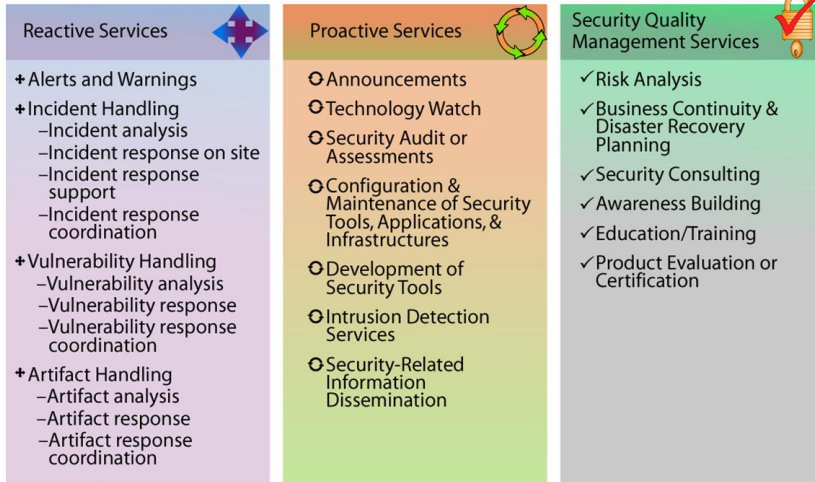 Reactive Services
+Alerts and Warnings
+Incident Handling
–Incident analysis
–Incident response on site
–Incident response
support
–Incident response
coordination
+Vulnerability Handling
–Vulnerability analysis
–Vulnerability response
–Vulnerability response
coordination
+Artifact Handling
–Artifact analysis
–Artifact response
–Artifact response
coordination
Proactive Services
Announcements
Technology Watch
Security Audit or
Assessments
Configuration &
Maintenance of Security
Tools, Applications, &
Infrastructures
Development of
Security Tools
Intrusion Detection
Services
Security-Related
Information
Dissemination
Security Quality
Management Services
✓Risk Analysis
✓Business Continuity &
Disaster Recovery
Planning
✓Security Consulting
✓Awareness Building
✓Education/Training
✓Product Evaluation or
Certification